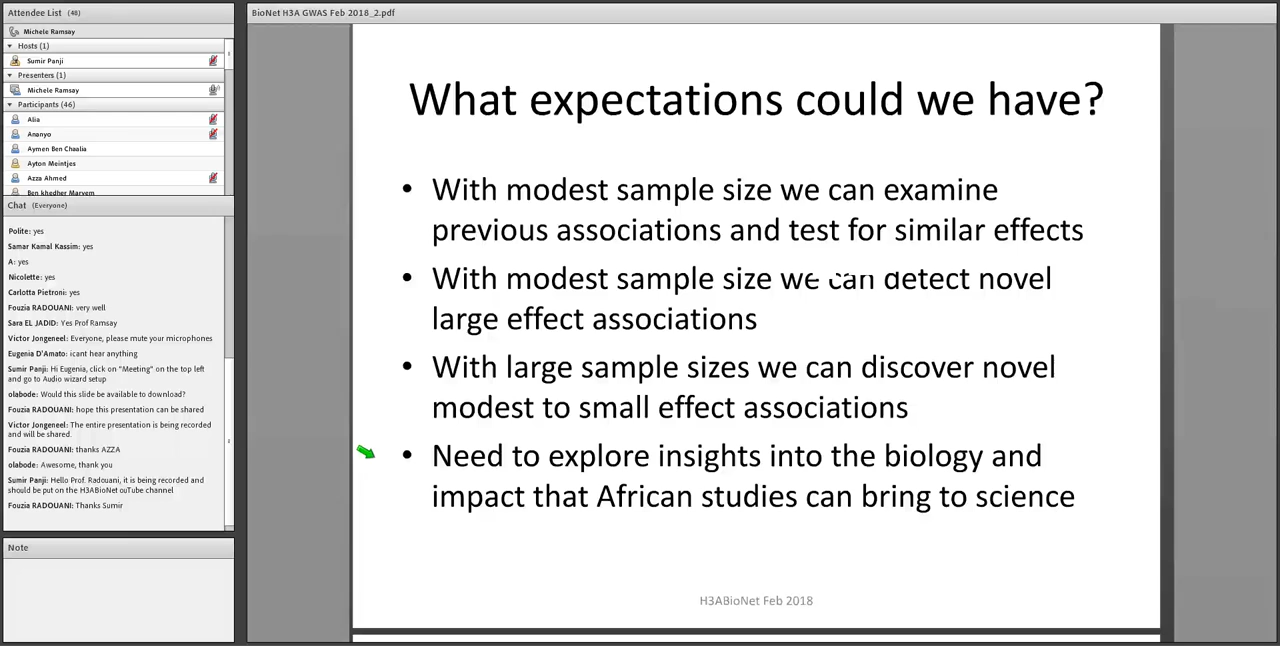 Attendee List (48)
Michele Ramsay
Hosts (1)
Sumir Panji
Presenters (1)
Michele Ramsay
Participants (46)
Alia
Ananyo
Aymen Ben Chaalia
Ayton Meintjes
Azza Ahmed
Ben khedher Maryem
Chat (Everyone)
Polite: yes
Samar Kamal Kassim: yes
A: yes
Nicolette: yes
Carlotta Pietroni: yes
Fouzia RADOUANI: very well
Sara EL JADID: Yes Prof Ramsay
Victor Jongeneel: Everyone, please mute your microphones
Eugenia D'Amato: icant hear anything
Sumir Panji: Hi Eugenia, click on "Meeting" on the top left
and go to Audio wizard setup
olabode: Would this slide be available to download?
Fouzia RADOUANI: hope this presentation can be shared
Victor Jongeneel: The entire presentation is being recorded
and will be shared.
Fouzia RADOUANI: thanks AZZA
olabode: Awesome, thank you
Sumir Panji: Hello Prof. Radouani, it is being recorded and
should be put on the H3ABioNet ouTube channel
Fouzia RADOUANI: Thanks Sumir
Note
BioNet H3A GWAS Feb 2018_2.pdf
What expectations could we have?
• With modest sample size we can examine
previous associations and test for similar effects
• With modest sample size we can detect novel
large effect associations
• With large sample sizes we can discover novel
modest to small effect associations
• Need to explore insights into the biology and
impact that African studies can bring to science
H3ABioNet Feb 2018